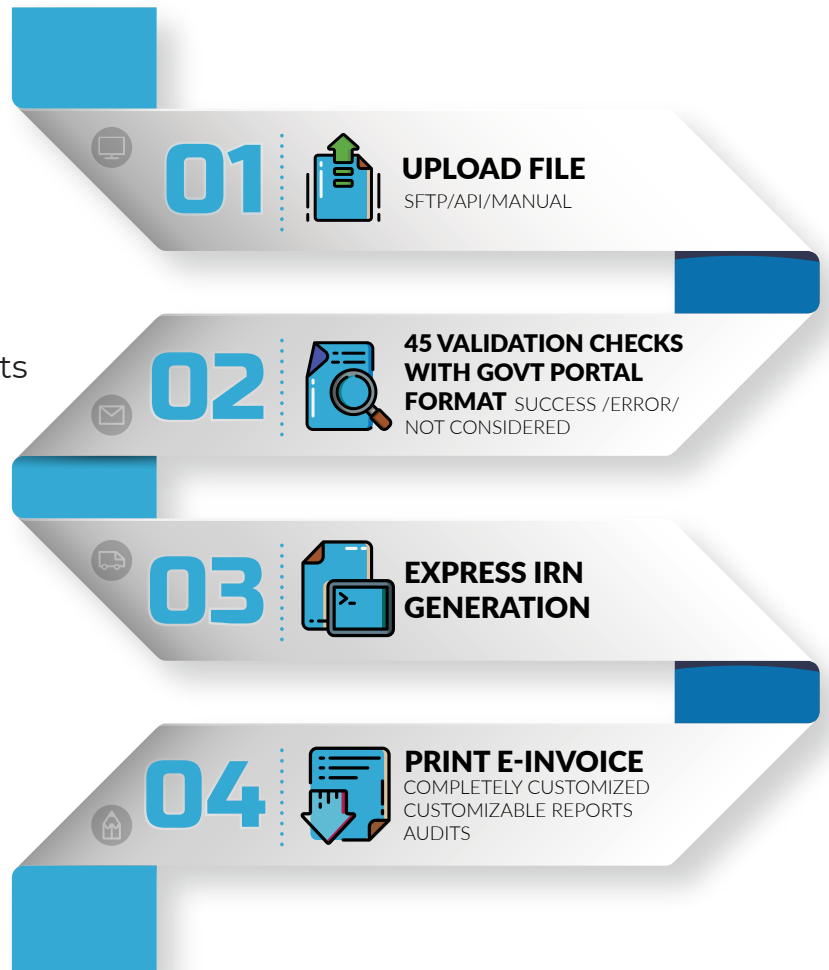 01
UPLOAD FILE
SFTP/API/MANUAL
ts
02
45 VALIDATION CHECKS
WITH GOVT PORTAL
FORMAT SUCCESS /ERROR/
NOT CONSIDERED
03
EXPRESS IRN
GENERATION
04
PRINT E-INVOICE
COMPLETELY CUSTOMIZED
CUSTOMIZABLE REPORTS
AUDITS